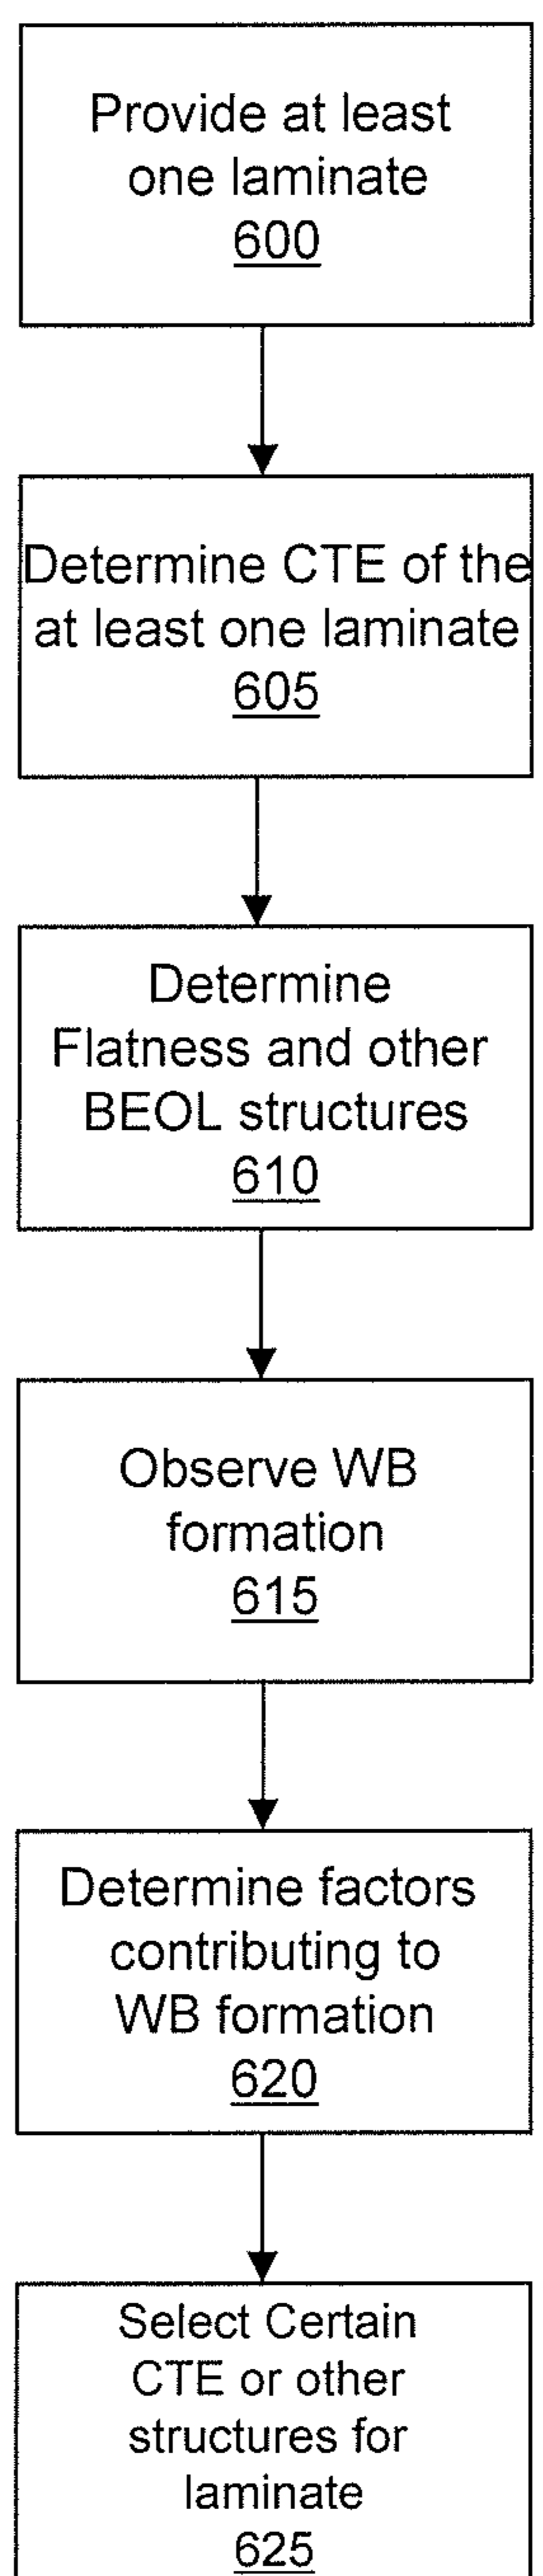 Provide at least
one laminate
600
Determine CTE of the
at least one laminate
605
Determine
Flatness and other
BEOL structures
610
Observe WB
formation
615
Determine factors
contributing to
WB formation
620
Select Certain
CTE or other
structures for
laminate
625